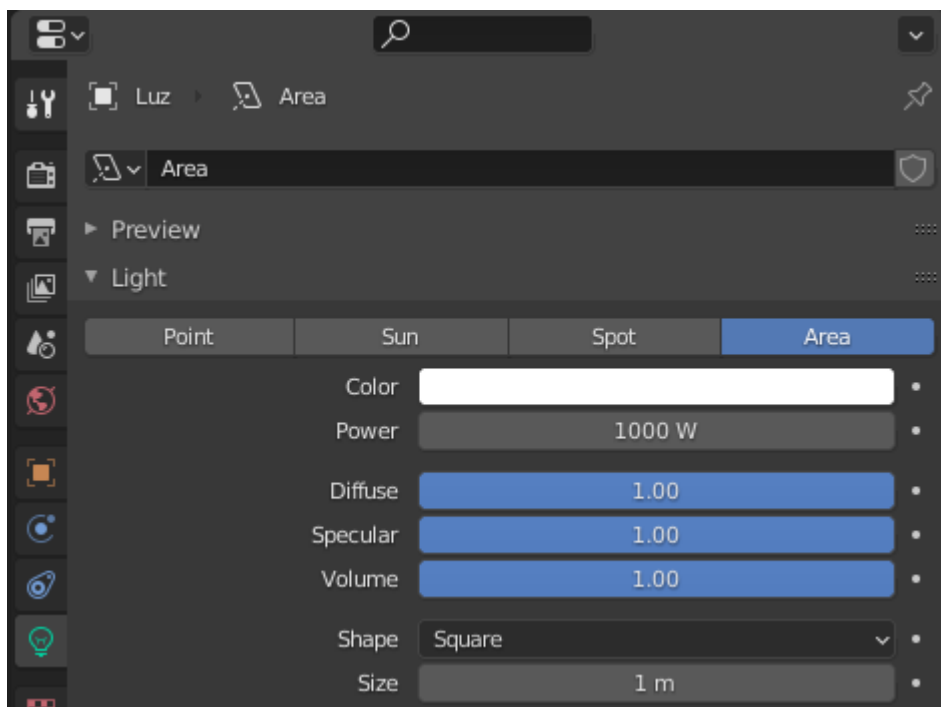 Luz Area
Area
Preview
Light
Point Sun Spot Area
Color
Power 1000 W
Diffuse 1.00
Specular 1.00
Volume 1.00
Shape Square
Size 1 m